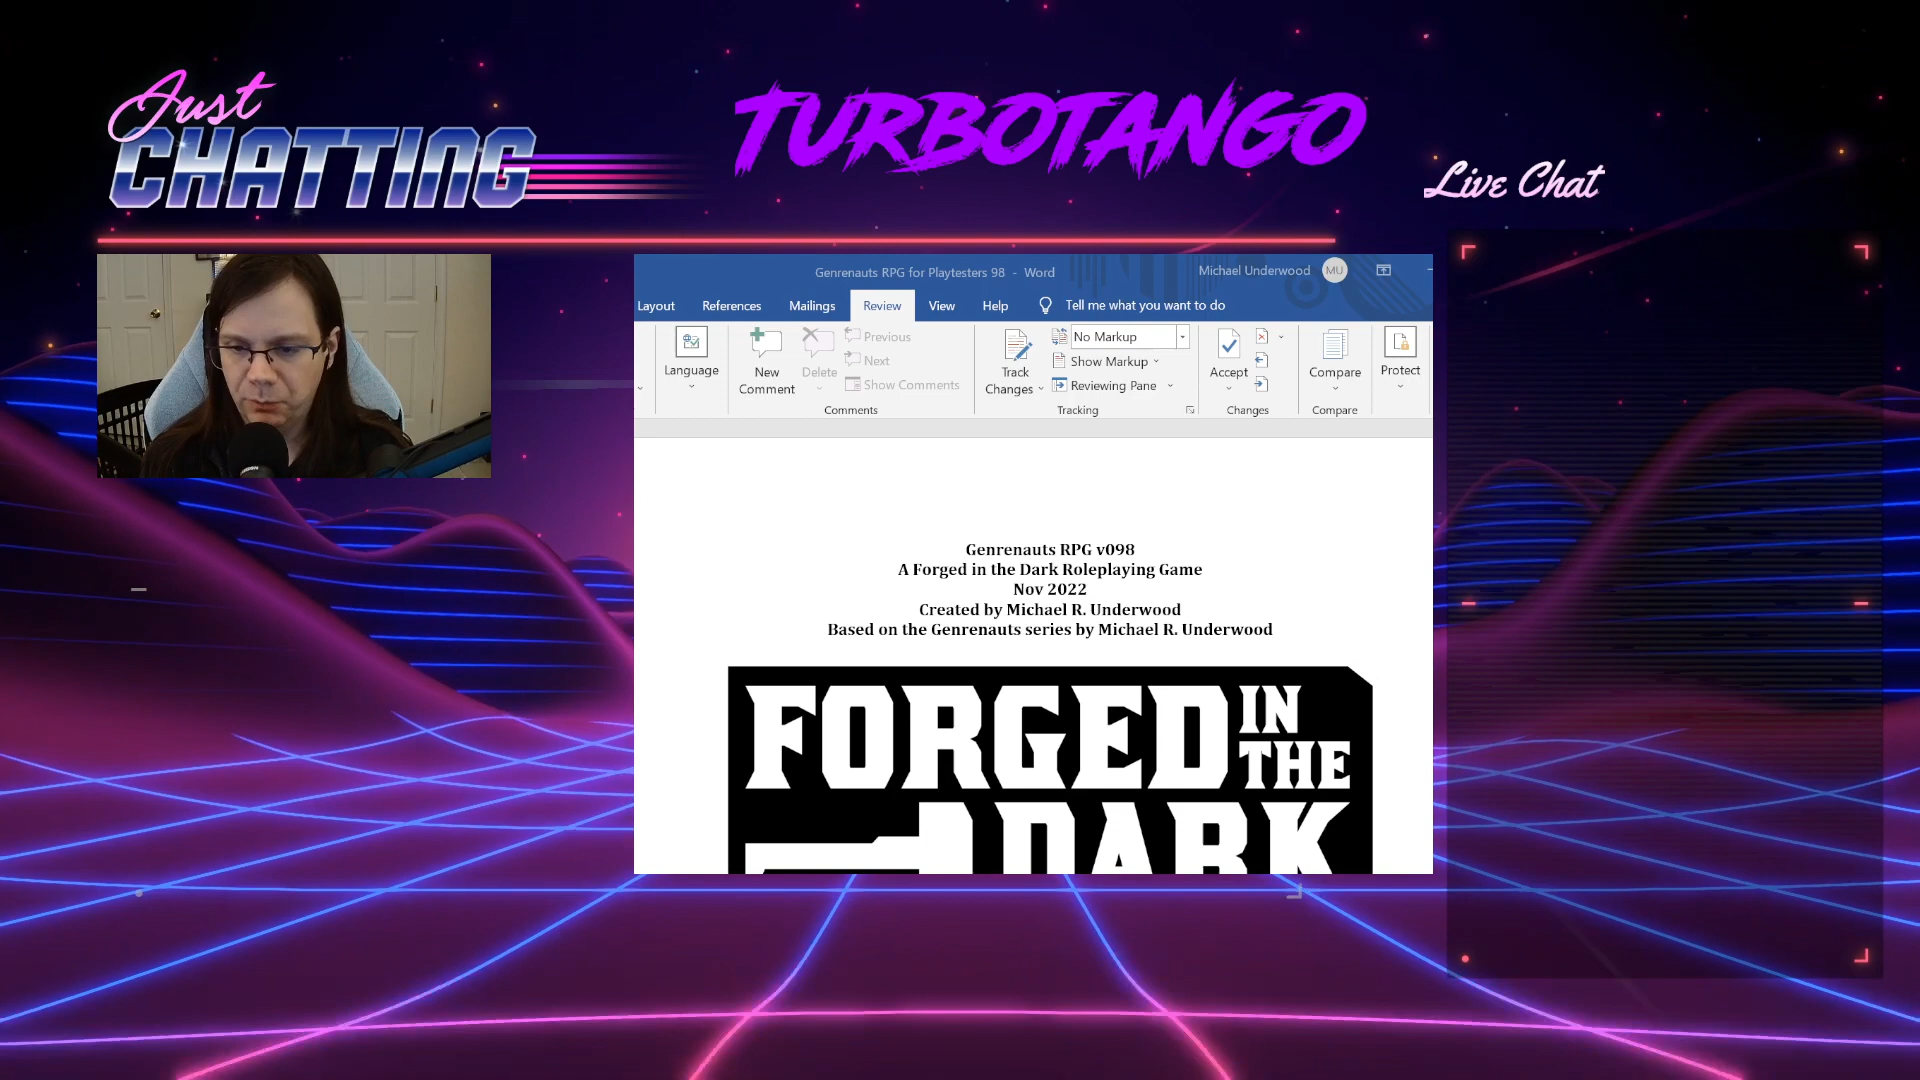 Just
CHATTING
TURBOTANGO
Live Chat
Genrenauts RPG for Playtesters 98 - Word
Michael Underwood
MU
Layout
References
Mailings
Review
View
Help
Tell me what you want to do
Language
New
Comment
Delete
Previous
Next
Show Comments
Comments
Track
Changes
No Markup
Show Markup
Reviewing Pane
Tracking
Accept
Changes
Compare
Compare
Protect
Genrenauts RPG v098
A Forged in the Dark Roleplaying Game
Nov 2022
Created by Michael R. Underwood
Based on the Genrenauts series by Michael R. Underwood
FORGED IN
THE
DARK